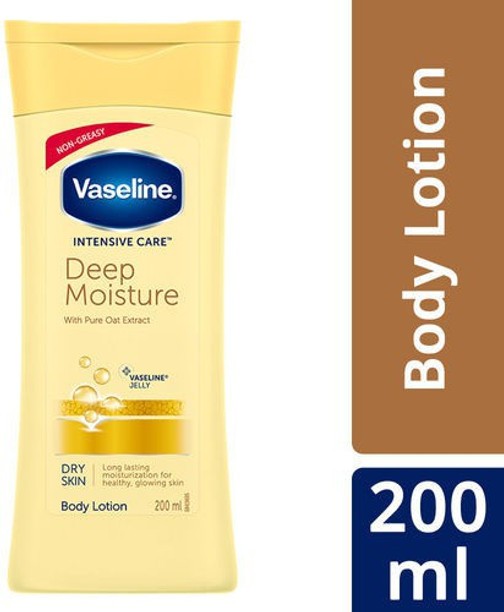 NON-GREASY
Vaseline®
INTENSIVE CARE™
Deep
Moisture
With Pure Oat Extract
VASELINE®
JELLY
DRY
SKIN
Long lasting
moisturization for
healthy, glowing skin
Body Lotion
200 ml
Body Lotion
200
ml